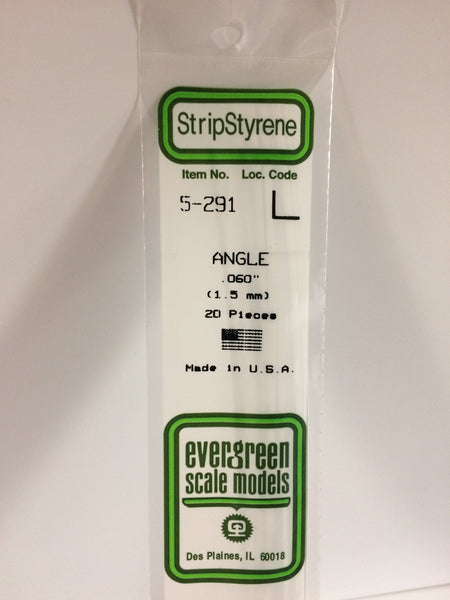 StripStyrene
Item No. Loc. Code
5-291 L
ANGLE
.060"
(1.5 mm)
20 Pieces
Made in U.S.A.
evergreen
scale models
Des Plaines, IL 60018